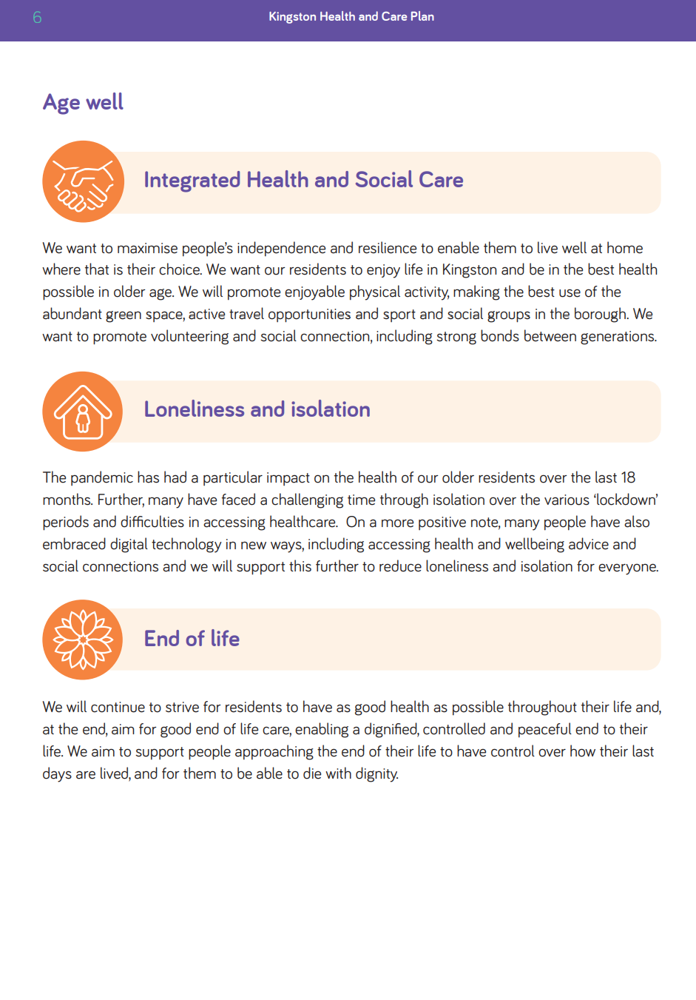 6
Kingston Health and Care Plan
Age well
Integrated Health and Social Care
We want to maximise people’s independence and resilience to enable them to live well at home
where that is their choice. We want our residents to enjoy life in Kingston and be in the best health
possible in older age. We will promote enjoyable physical activity, making the best use of the
abundant green space, active travel opportunities and sport and social groups in the borough. We
want to promote volunteering and social connection, including strong bonds between generations.
Loneliness and isolation
The pandemic has had a particular impact on the health of our older residents over the last 18
months. Further, many have faced a challenging time through isolation over the various ‘lockdown’
periods and difficulties in accessing healthcare.  On a more positive note, many people have also
embraced digital technology in new ways, including accessing health and wellbeing advice and
social connections and we will support this further to reduce loneliness and isolation for everyone.
End of life
We will continue to strive for residents to have as good health as possible throughout their life and,
at the end, aim for good end of life care, enabling a dignified, controlled and peaceful end to their
life. We aim to support people approaching the end of their life to have control over how their last
days are lived, and for them to be able to die with dignity.